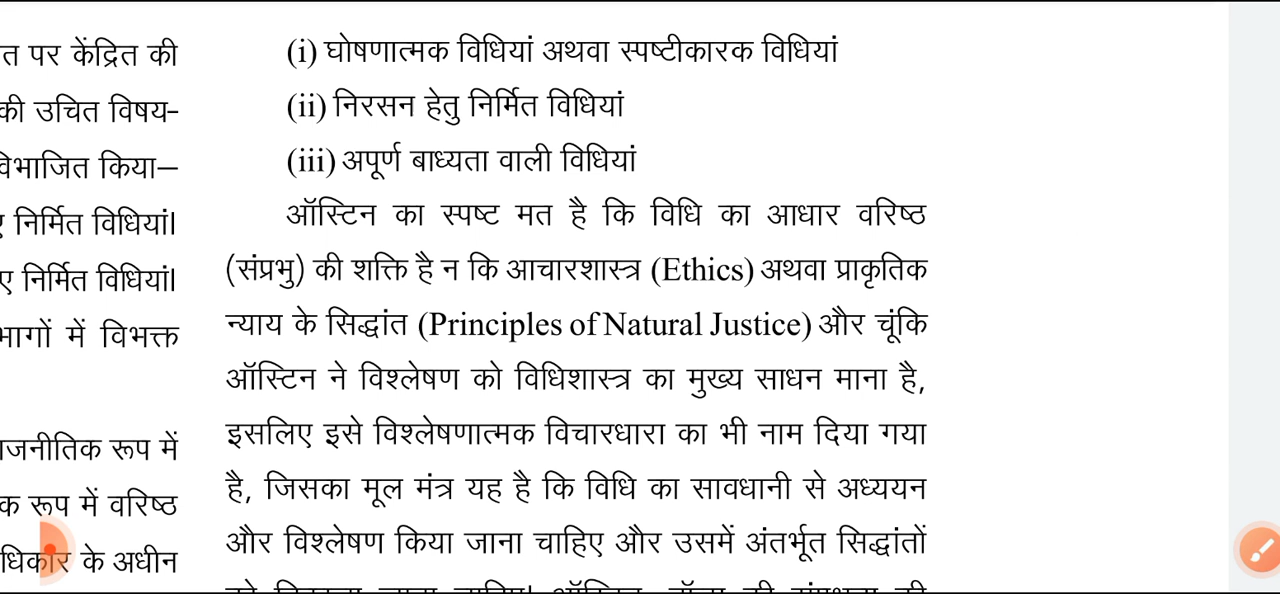 त पर केंद्रित की
की उचित विषय-
विभाजित किया—
निर्मित विधियां।
ए निर्मित विधियां।
भागों में विभक्त
राजनीतिक रूप में
क रूप में वरिष्ठ
के अधीन
(i) घोषणात्मक विधियां अथवा स्पष्टीकारक विधियां
(ii) निरसन हेतु निर्मित विधियां
(iii) अपूर्ण बाध्यता वाली विधियां
ऑस्टिन का स्पष्ट मत है कि विधि का आधार वरिष्ठ
(संप्रभु) की शक्ति है न कि आचारशास्त्र (Ethics) अथवा प्राकृतिक
न्याय के सिद्धांत (Principles of Natural Justice) और चूंकि
ऑस्टिन ने विश्लेषण को विधिशास्त्र का मुख्य साधन माना है,
इसलिए इसे विश्लेषणात्मक विचारधारा का भी नाम दिया गया
है, जिसका मूल मंत्र यह है कि विधि का सावधानी से अध्ययन
और विश्लेषण किया जाना चाहिए और उसमें अंतर्भूत सिद्धांतों